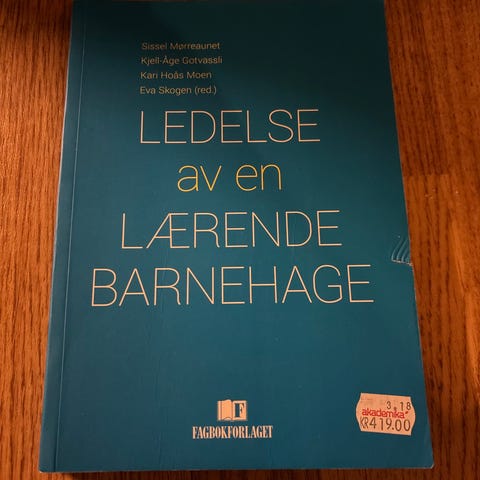 Sissel Mørreaunet
Kjell-Åge Gotvassli
Kari Hoås Moen
Eva Skogen (red.)
LEDELSE
av en
LÆRENDE
BARNEHAGE
F
FAGBOKFORLAGET
3.18
akademika
KR419.00